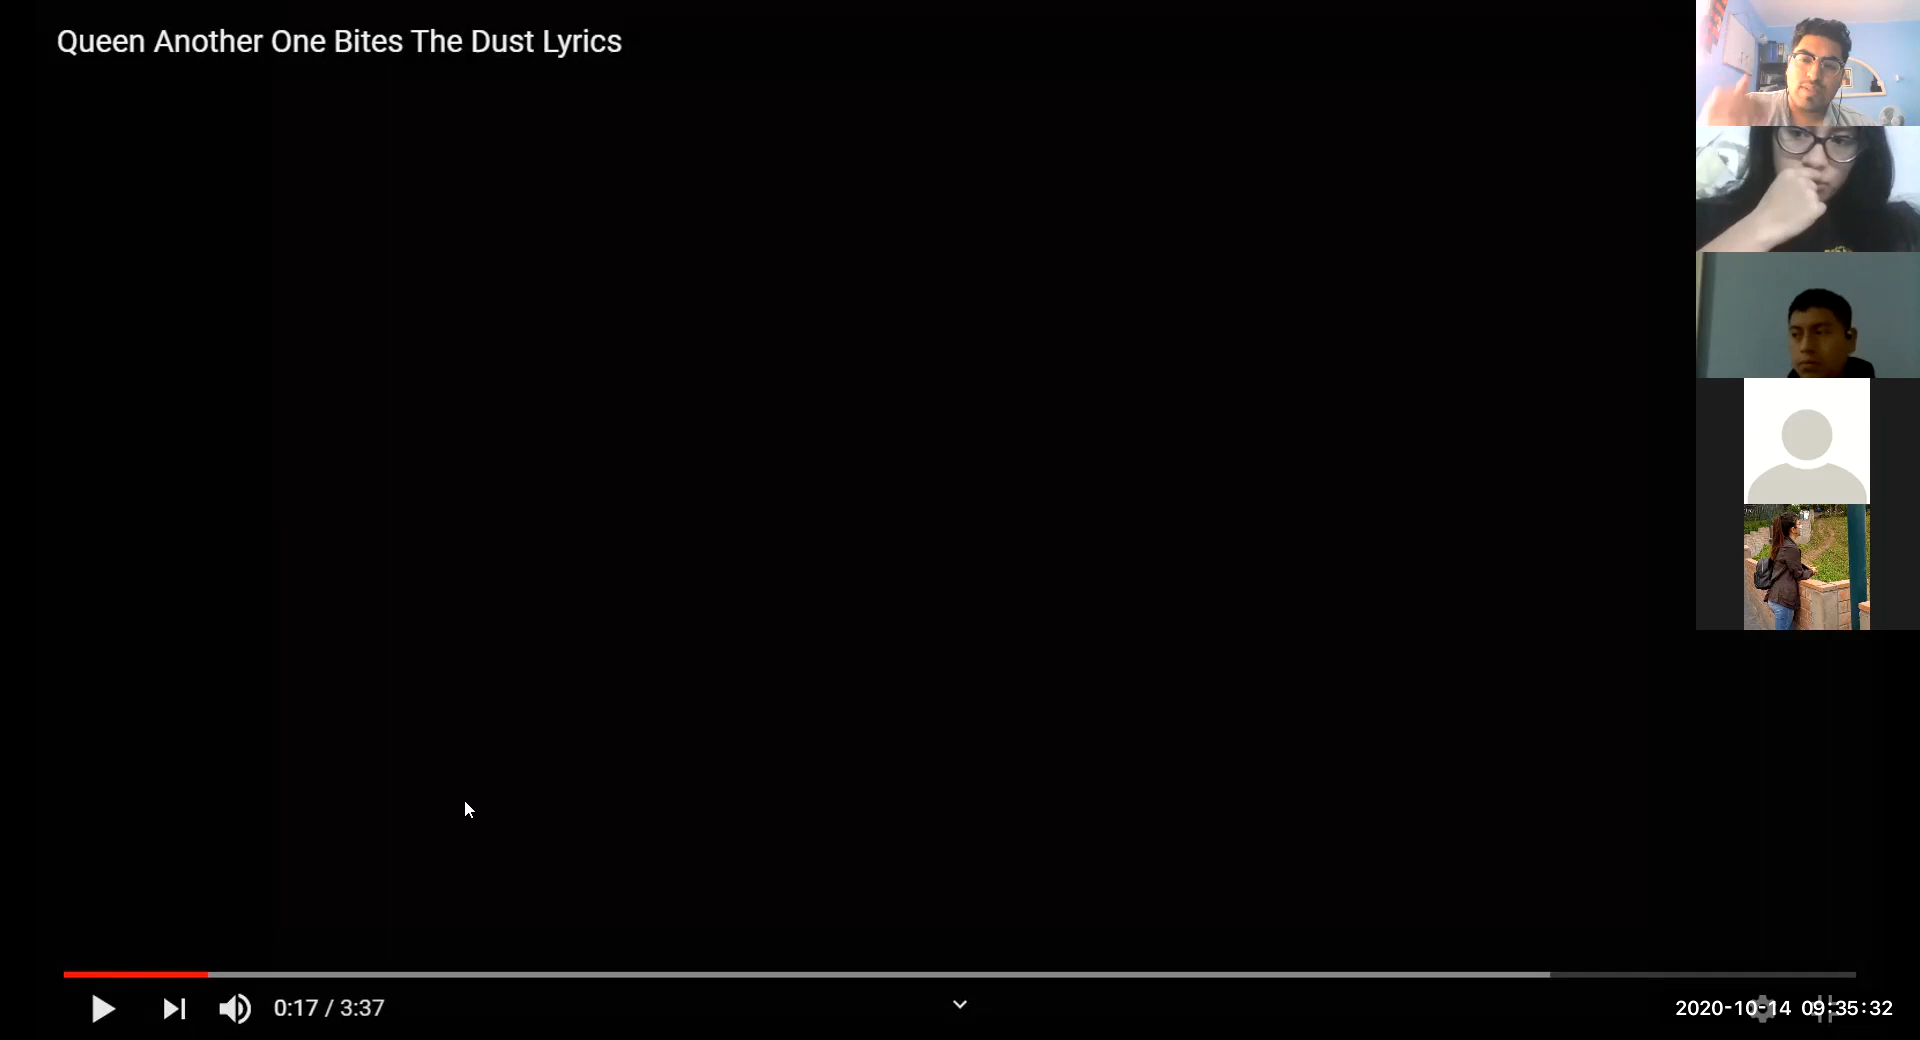 Queen Another One Bites The Dust Lyrics
0:17 / 3:37
2020-10-14 09:35:32